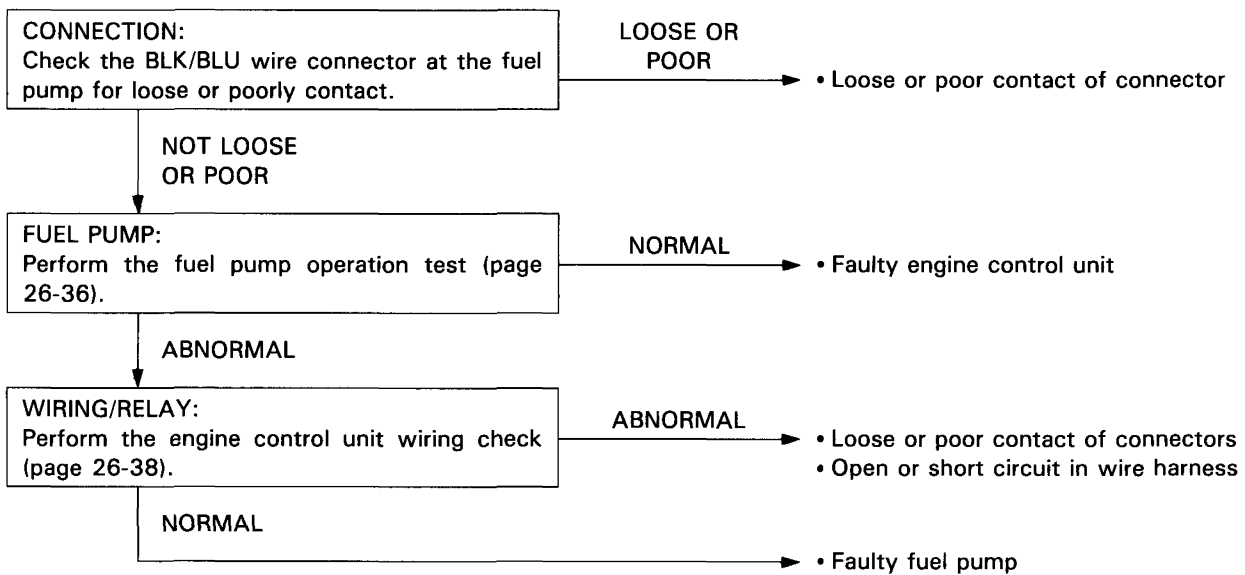 CONNECTION:
Check the BLK/BLU wire connector at the fuel
pump for loose or poorly contact.
LOOSE OR
POOR
• Loose or poor contact of connector
NOT LOOSE
OR POOR
FUEL PUMP:
Perform the fuel pump operation test (page
26-36).
NORMAL
• Faulty engine control unit
ABNORMAL
WIRING/RELAY:
Perform the engine control unit wiring check
(page 26-38).
ABNORMAL
• Loose or poor contact of connectors
• Open or short circuit in wire harness
NORMAL
• Faulty fuel pump